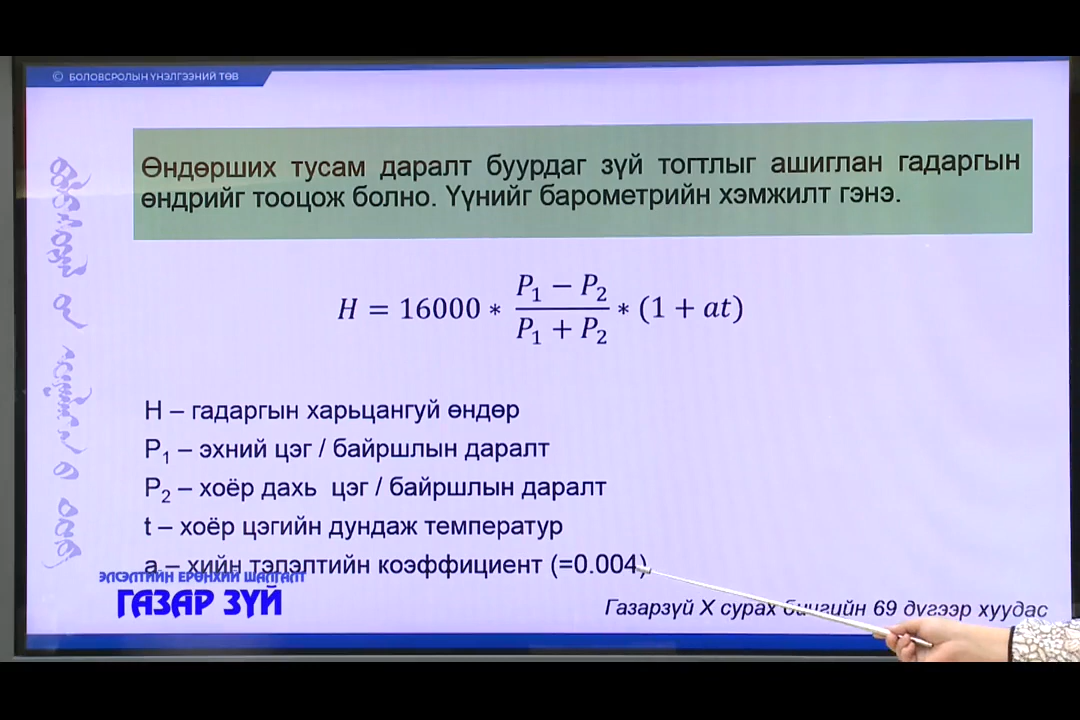 © БОЛОВСРОЛЫН ҮНЭЛГЭЭНИЙ ТӨВ
Өндөрших тусам даралт буурдаг зүй тогтлыг ашиглан гадаргын
өндрийг тооцож болно. Үүнийг барометрийн хэмжилт гэнэ.
H = 16000 * (P₁ − P₂)/(P₁ + P₂) * (1 + at)
H – гадаргын харьцангуй өндөр
P₁ – эхний цэг / байршлын даралт
P₂ – хоёр дахь цэг / байршлын даралт
t – хоёр цэгийн дундаж температур
a – хийн тэлэлтийн коэффициент (=0.004)
ЭЛСЭЛТИЙН ЕРӨНХИЙ ШАЛГАЛТ
ГАЗАР ЗҮЙ
Газарзүй X сурах бичгийн 69 дүгээр хуудас